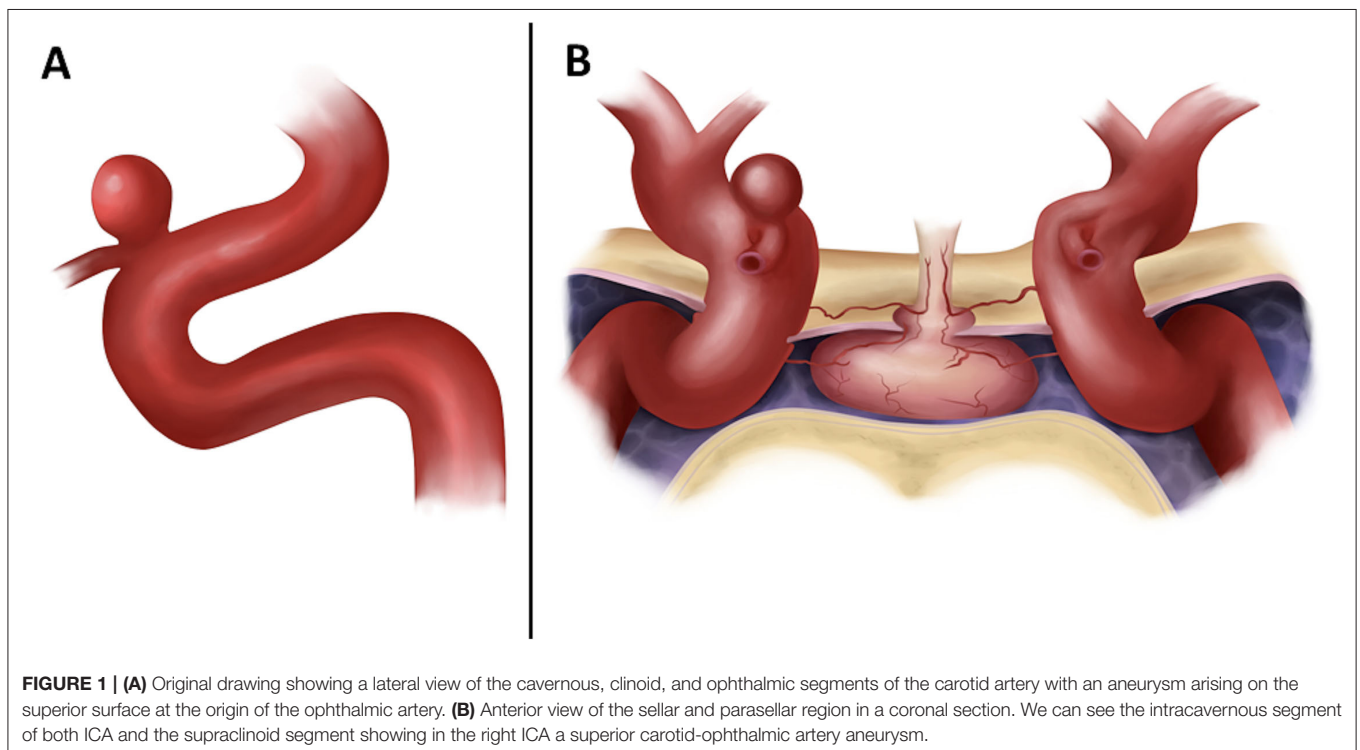 A
B
FIGURE 1 | (A) Original drawing showing a lateral view of the cavernous, clinoid, and ophthalmic segments of the carotid artery with an aneurysm arising on the
superior surface at the origin of the ophthalmic artery. (B) Anterior view of the sellar and parasellar region in a coronal section. We can see the intracavernous segment
of both ICA and the supraclinoid segment showing in the right ICA a superior carotid-ophthalmic artery aneurysm.